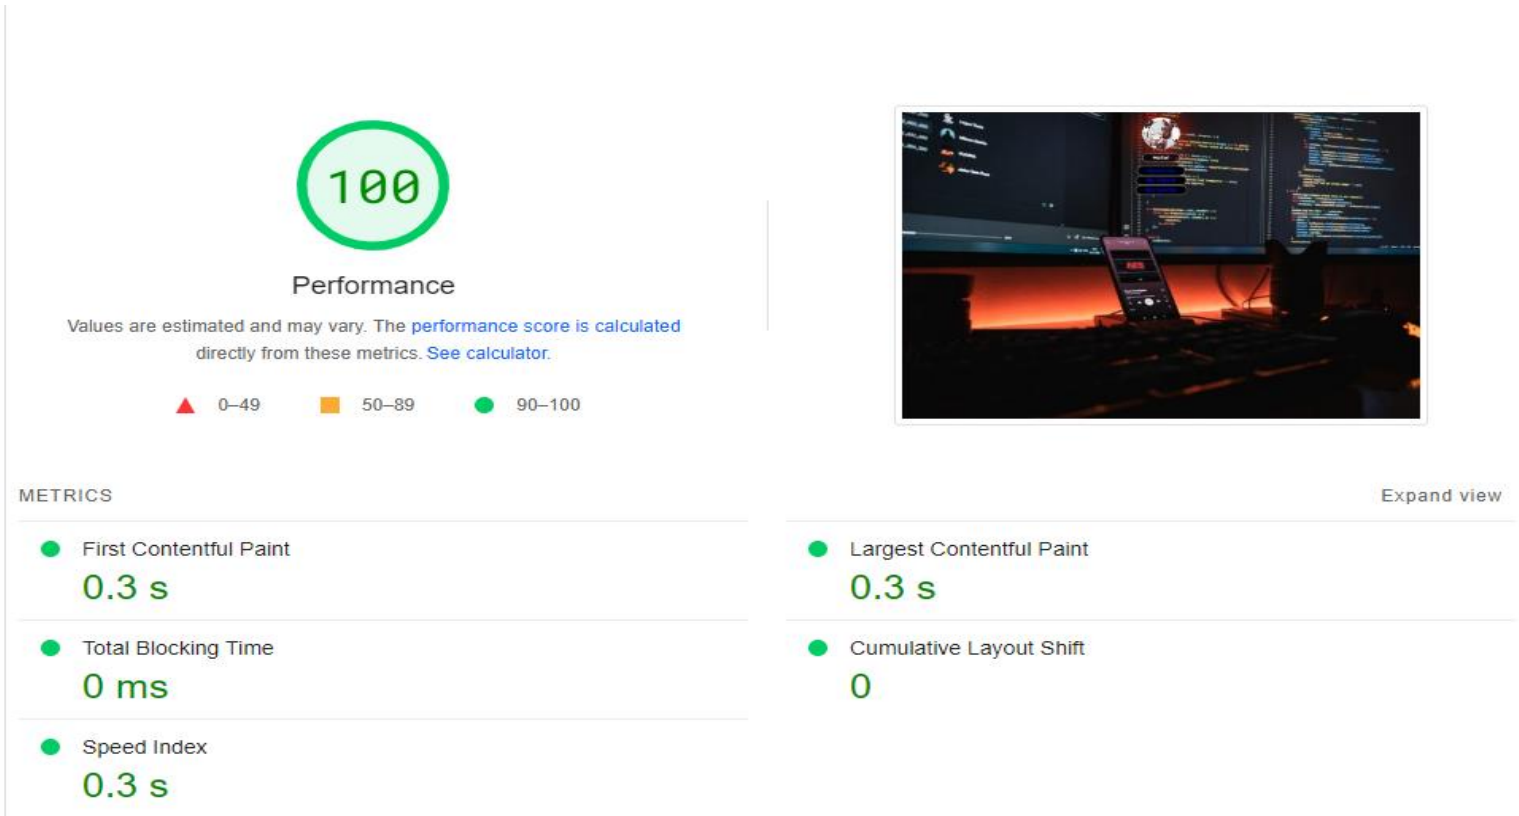 100
Performance
Values are estimated and may vary. The performance score is calculated
directly from these metrics. See calculator.
0–49
50–89
90–100
METRICS
Expand view
First Contentful Paint
0.3 s
Largest Contentful Paint
0.3 s
Total Blocking Time
0 ms
Cumulative Layout Shift
0
Speed Index
0.3 s